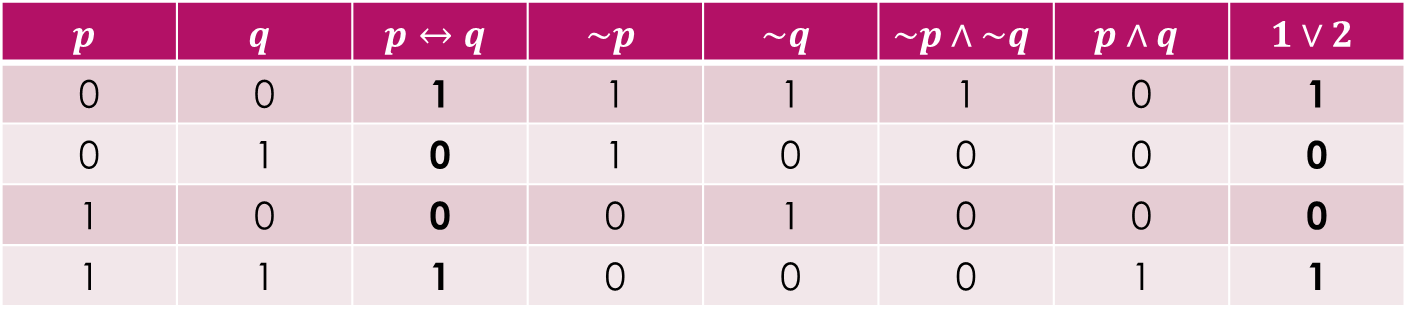 p q p ↔ q ~p ~q ~p ∧ ~q p ∧ q 1 ∨ 2
0 0 1 1 1 1 0 1
0 1 0 1 0 0 0 0
1 0 0 0 1 0 0 0
1 1 1 0 0 0 1 1